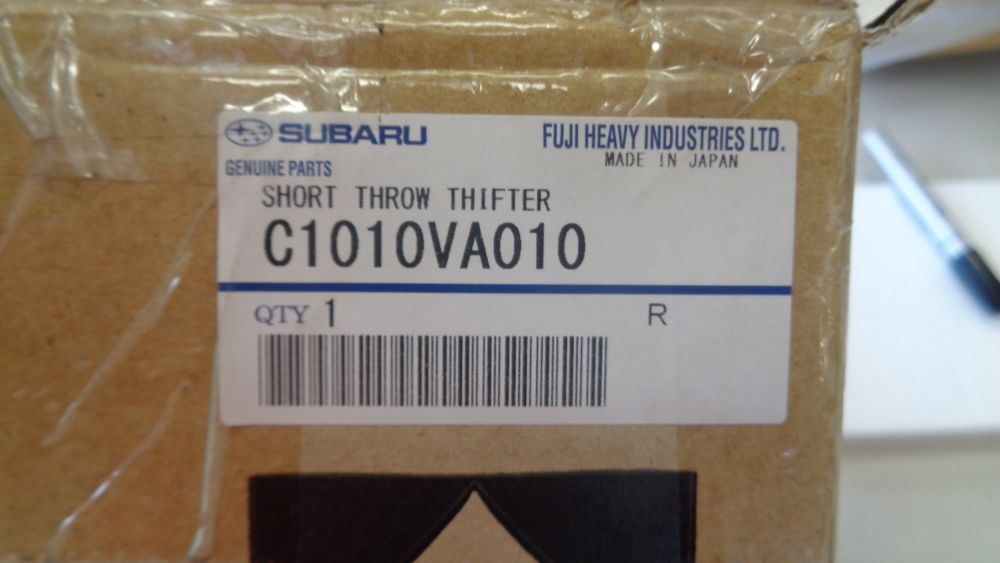 SUBARU
GENUINE PARTS
FUJI HEAVY INDUSTRIES LTD.
MADE IN JAPAN
SHORT THROW THIFTER
C1010VA010
QTY 1 R